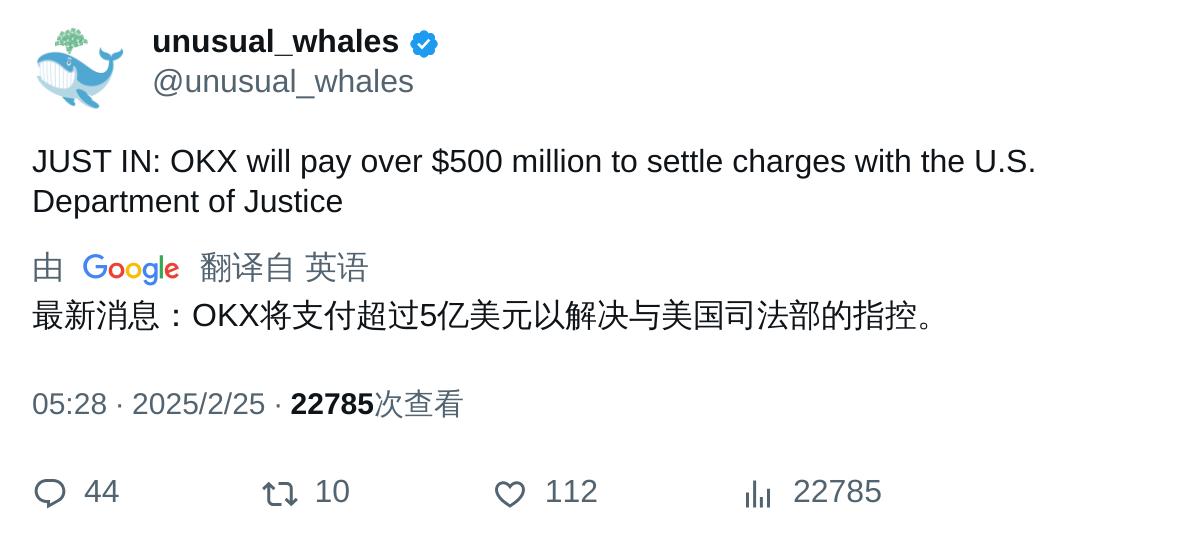 unusual_whales
@unusual_whales
JUST IN: OKX will pay over $500 million to settle charges with the U.S.
Department of Justice
由 Google 翻译自 英语
最新消息：OKX将支付超过5亿美元以解决与美国司法部的指控。
05:28 · 2025/2/25 · 22785次查看
44 10 112 22785